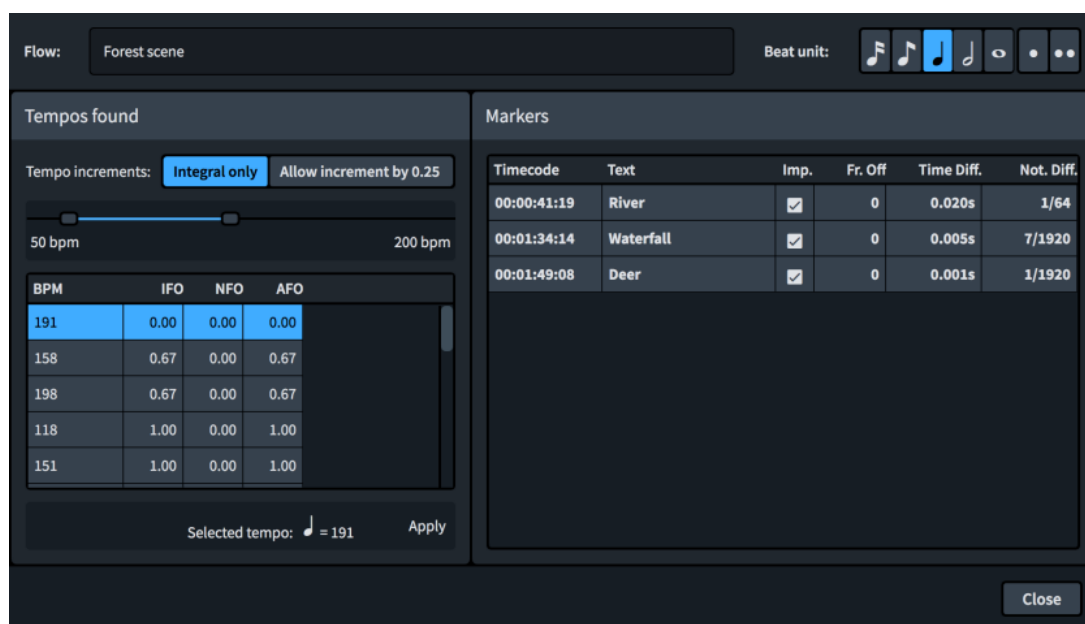 Flow: Forest scene Beat unit:
Tempos found
Tempo increments: Integral only Allow increment by 0.25
50 bpm 200 bpm
BPM IFO NFO AFO
191 0.00 0.00 0.00
158 0.67 0.00 0.67
198 0.67 0.00 0.67
118 1.00 0.00 1.00
151 1.00 0.00 1.00
Selected tempo: 𝅘𝅥 = 191 Apply
Markers
Timecode Text Imp. Fr. Off Time Diff. Not. Diff.
00:00:41:19 River 0 0.020s 1/64
00:01:34:14 Waterfall 0 0.005s 7/1920
00:01:49:08 Deer 0 0.001s 1/1920
Close